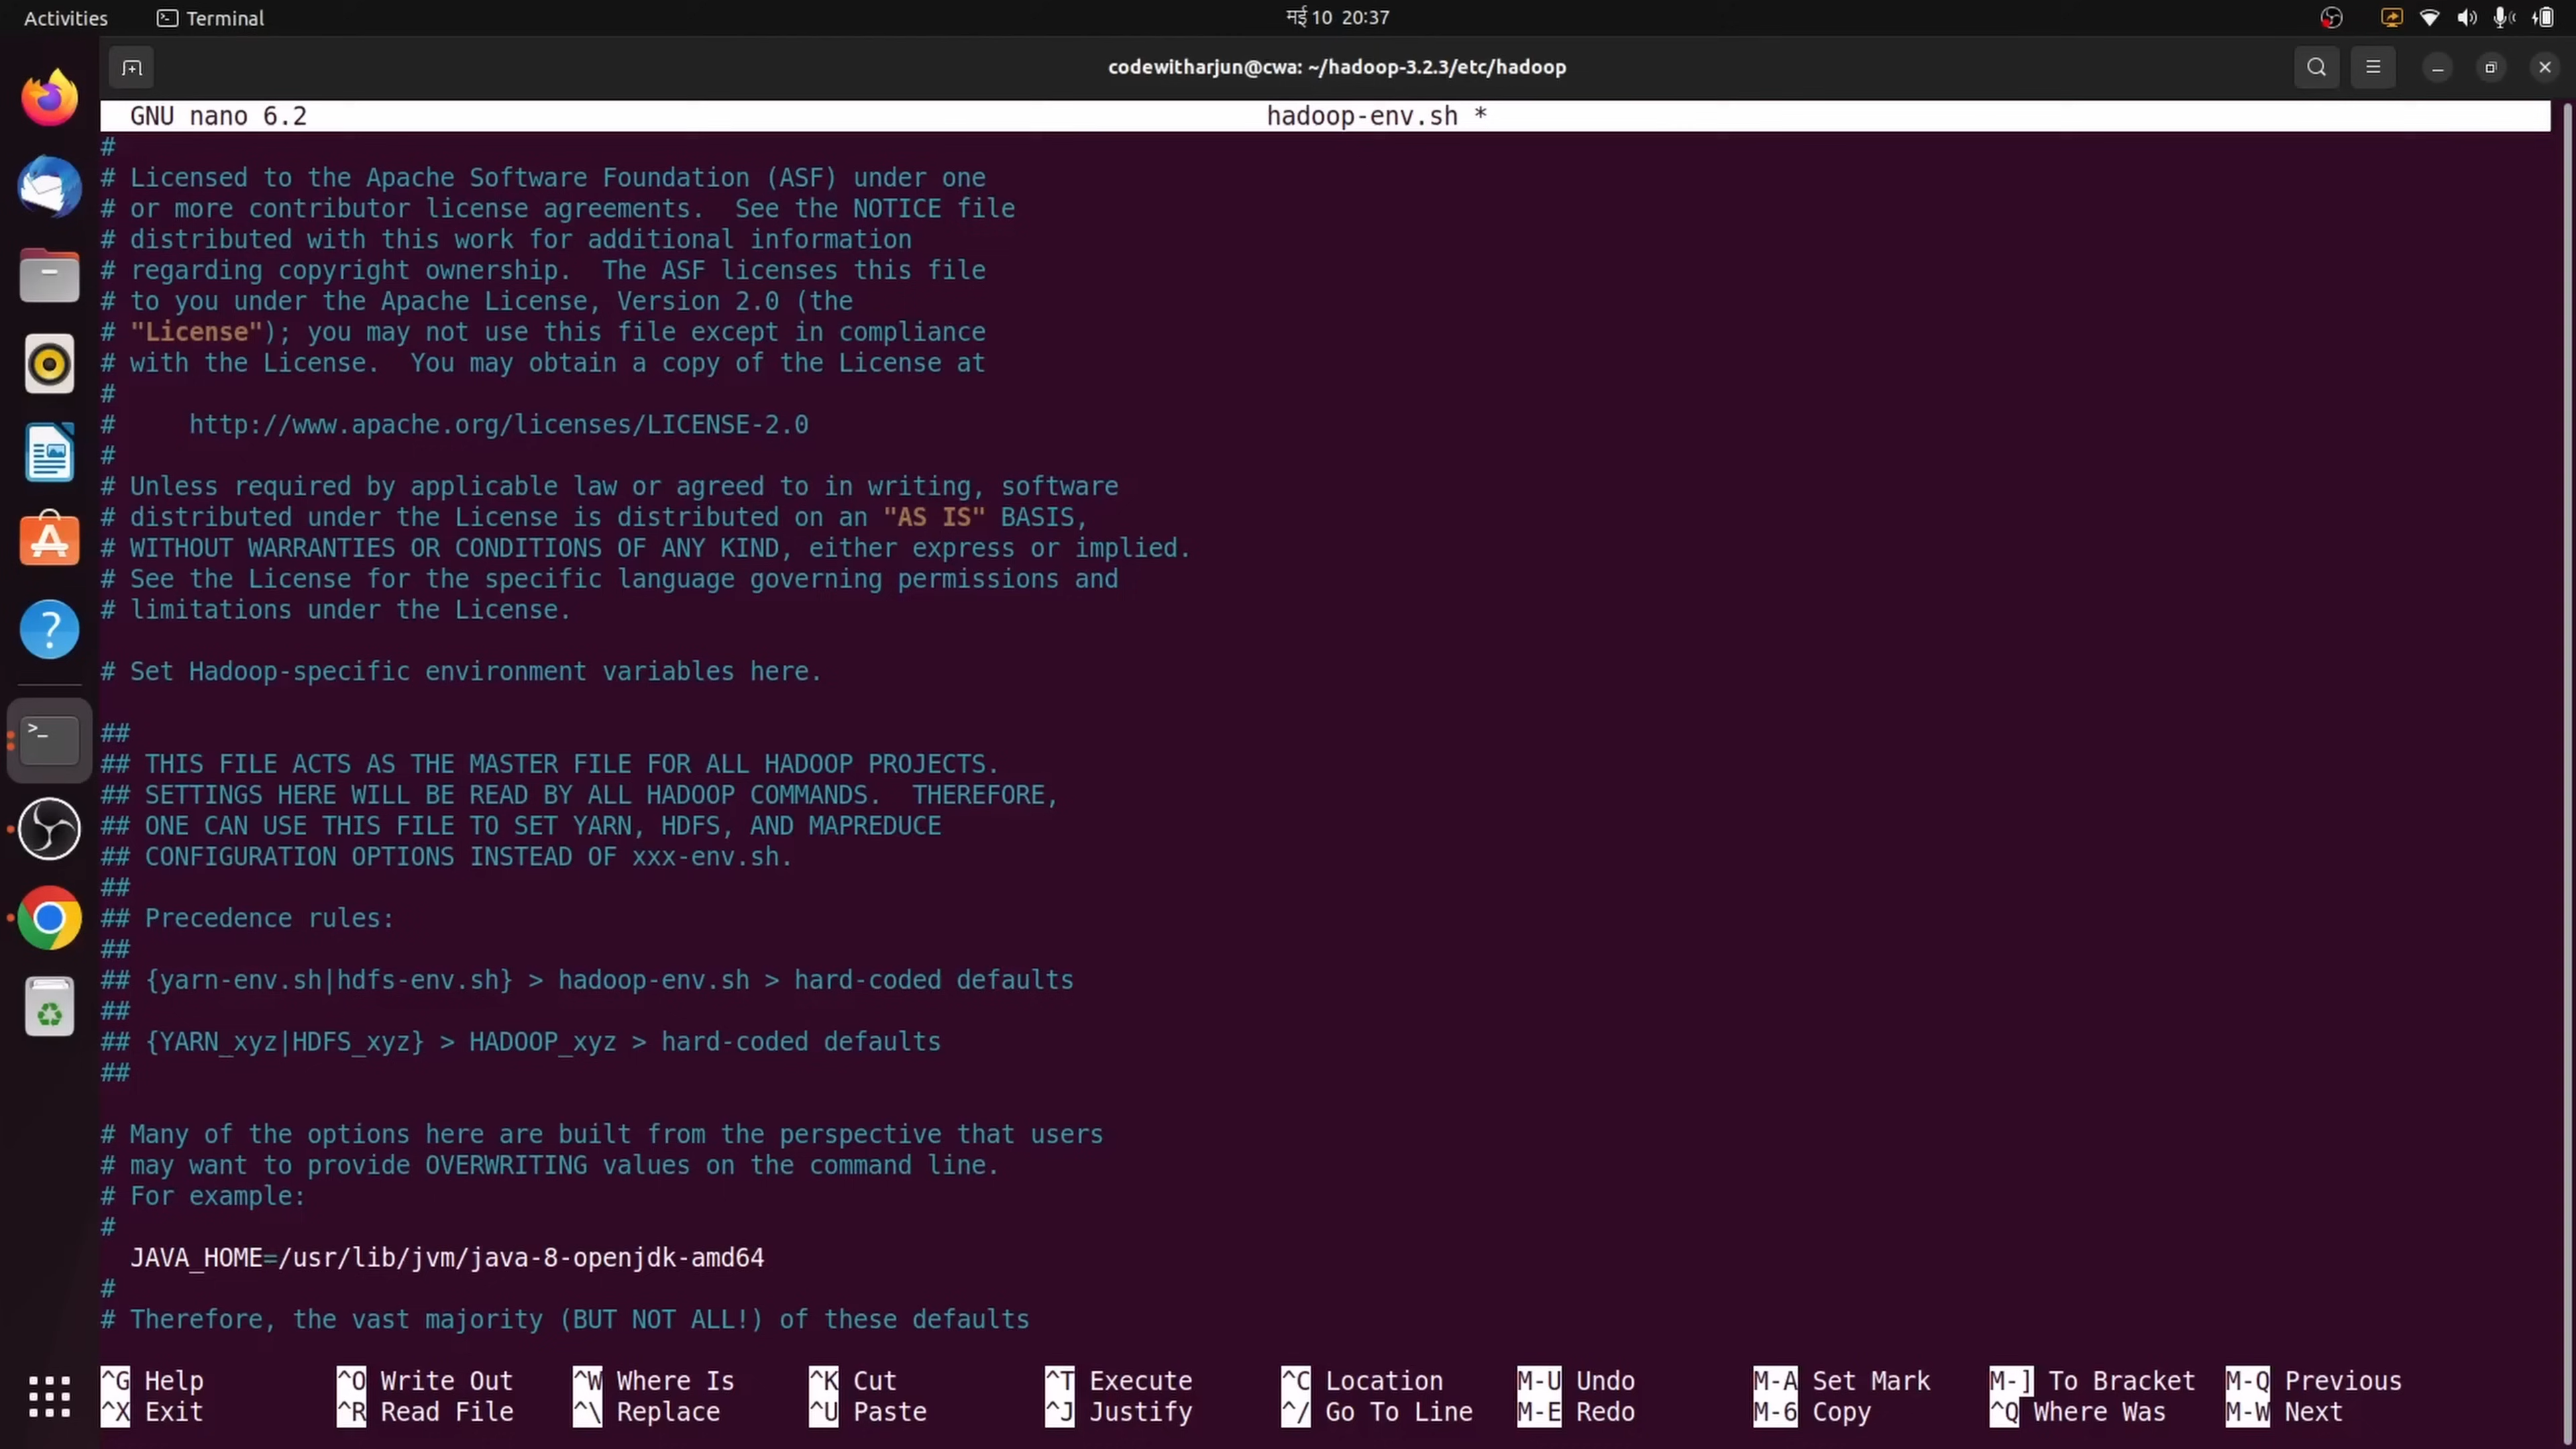 Activities
Terminal
मई 10 20:37
codewitharjun@cwa: ~/hadoop-3.2.3/etc/hadoop
GNU nano 6.2
hadoop-env.sh *
#
# Licensed to the Apache Software Foundation (ASF) under one
# or more contributor license agreements.  See the NOTICE file
# distributed with this work for additional information
# regarding copyright ownership.  The ASF licenses this file
# to you under the Apache License, Version 2.0 (the
# "License"); you may not use this file except in compliance
# with the License.  You may obtain a copy of the License at
#
#     http://www.apache.org/licenses/LICENSE-2.0
#
# Unless required by applicable law or agreed to in writing, software
# distributed under the License is distributed on an "AS IS" BASIS,
# WITHOUT WARRANTIES OR CONDITIONS OF ANY KIND, either express or implied.
# See the License for the specific language governing permissions and
# limitations under the License.
# Set Hadoop-specific environment variables here.
##
## THIS FILE ACTS AS THE MASTER FILE FOR ALL HADOOP PROJECTS.
## SETTINGS HERE WILL BE READ BY ALL HADOOP COMMANDS.  THEREFORE,
## ONE CAN USE THIS FILE TO SET YARN, HDFS, AND MAPREDUCE
## CONFIGURATION OPTIONS INSTEAD OF xxx-env.sh.
##
## Precedence rules:
##
## {yarn-env.sh|hdfs-env.sh} > hadoop-env.sh > hard-coded defaults
##
## {YARN_xyz|HDFS_xyz} > HADOOP_xyz > hard-coded defaults
##
# Many of the options here are built from the perspective that users
# may want to provide OVERWRITING values on the command line.
# For example:
#
JAVA_HOME=/usr/lib/jvm/java-8-openjdk-amd64
#
# Therefore, the vast majority (BUT NOT ALL!) of these defaults
^G Help ^O Write Out ^W Where Is ^K Cut ^T Execute ^C Location M-U Undo M-A Set Mark M-] To Bracket M-Q Previous
^X Exit ^R Read File ^\ Replace ^U Paste ^J Justify ^/ Go To Line M-E Redo M-6 Copy ^Q Where Was M-W Next